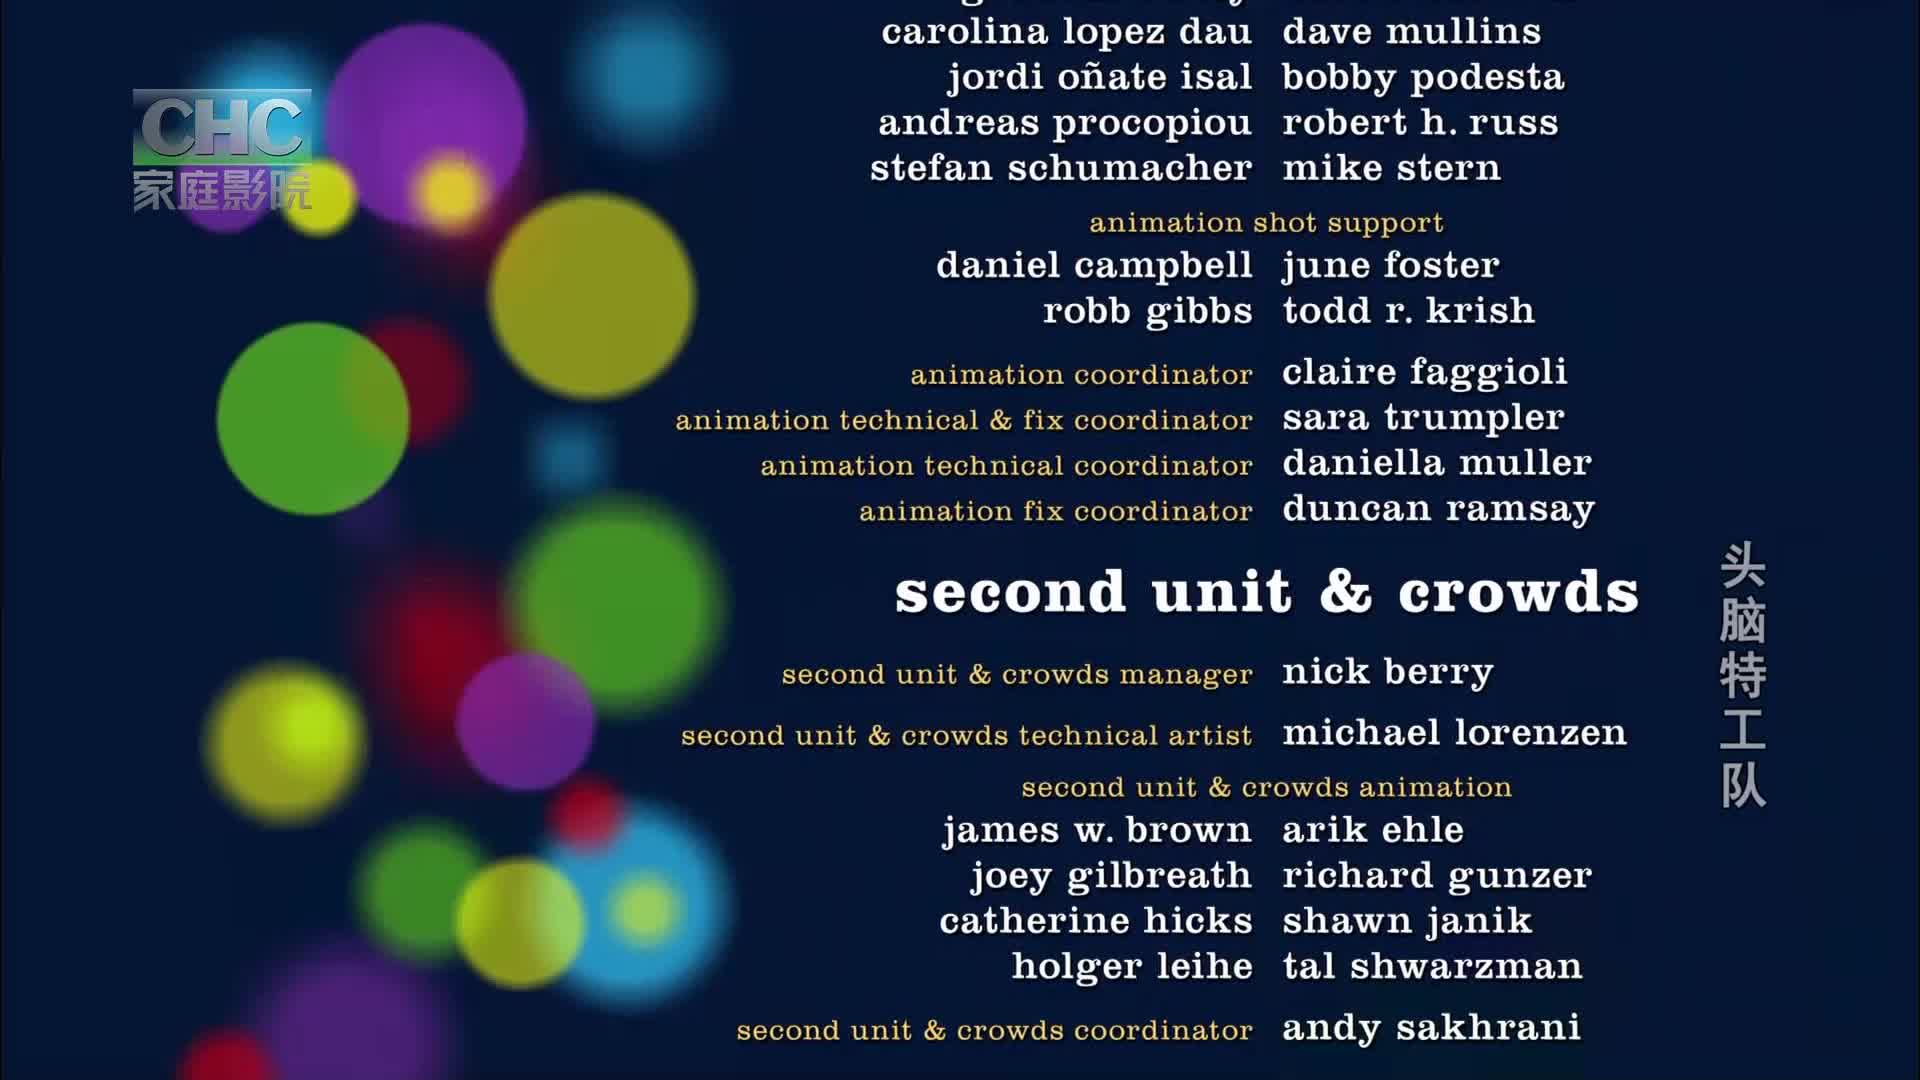 carolina lopez dau dave mullins
jordi oñate isal bobby podesta
andreas procopiou robert h. russ
stefan schumacher mike stern
animation shot support
daniel campbell june foster
robb gibbs todd r. krish
animation coordinator claire faggioli
animation technical & fix coordinator sara trumpler
animation technical coordinator daniella muller
animation fix coordinator duncan ramsay
second unit & crowds
second unit & crowds manager nick berry
second unit & crowds technical artist michael lorenzen
second unit & crowds animation
james w. brown arik ehle
joey gilbreath richard gunzer
catherine hicks shawn janik
holger leihe tal shwarzman
second unit & crowds coordinator andy sakhrani
CHC
家庭影院
头脑特工队